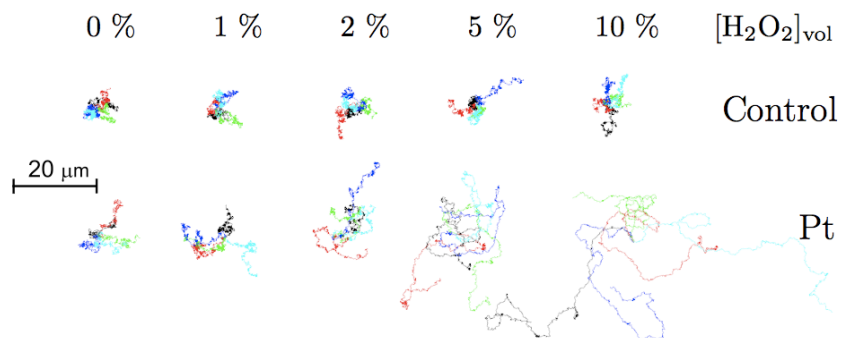 0 % 1 % 2 % 5 % 10 % [H₂O₂]vol
Control
20 μm
Pt